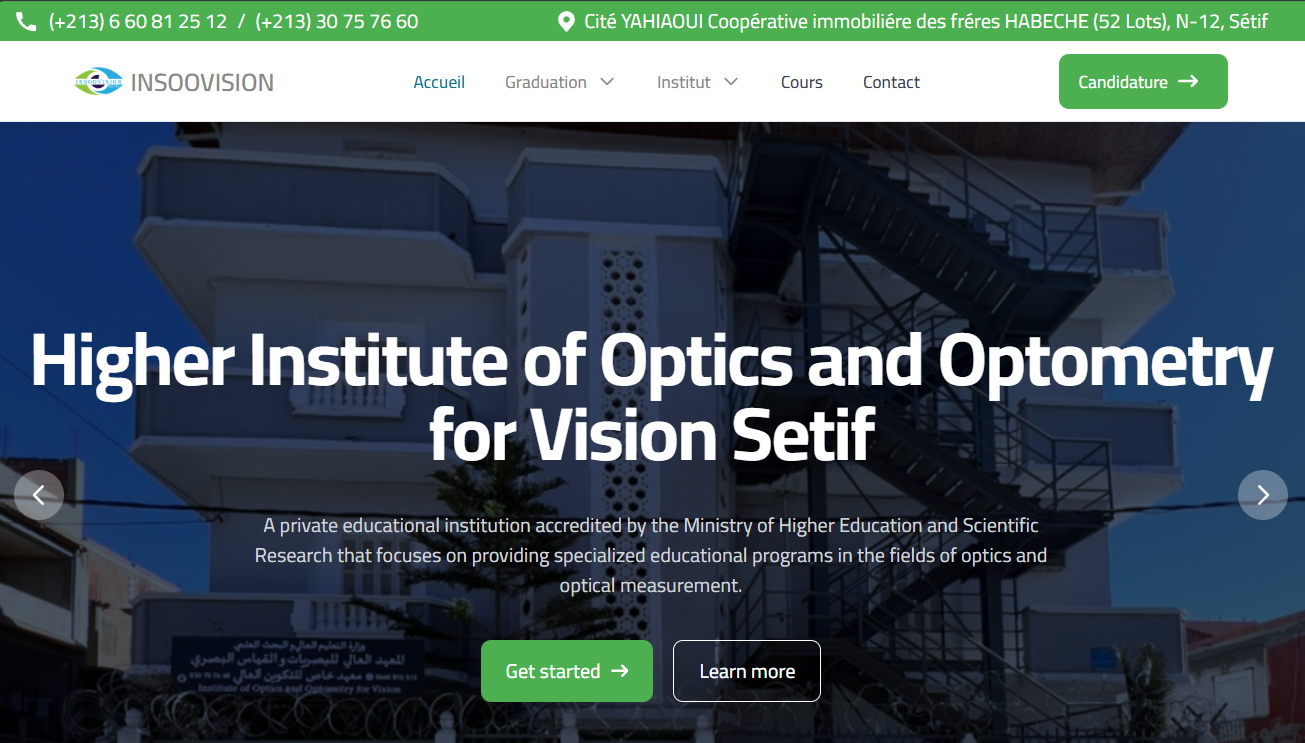 (+213) 6 60 81 25 12 / (+213) 30 75 76 60
Cité YAHIAOUI Coopérative immobiliére des fréres HABECHE (52 Lots), N-12, Sétif
INSOOVISION
INSOOVISION
Accueil
Graduation
Institut
Cours
Contact
Candidature
Higher Institute of Optics and Optometry
for Vision Setif
A private educational institution accredited by the Ministry of Higher Education and Scientific
Research that focuses on providing specialized educational programs in the fields of optics and
optical measurement.
Get started
Learn more
وزارة التعليم العالي و البحث العلمي
المعهد العالي للبصريات و القياس البصري
معهد خاص للتكوين العالي
Institute of Optics and Optometry for Vision